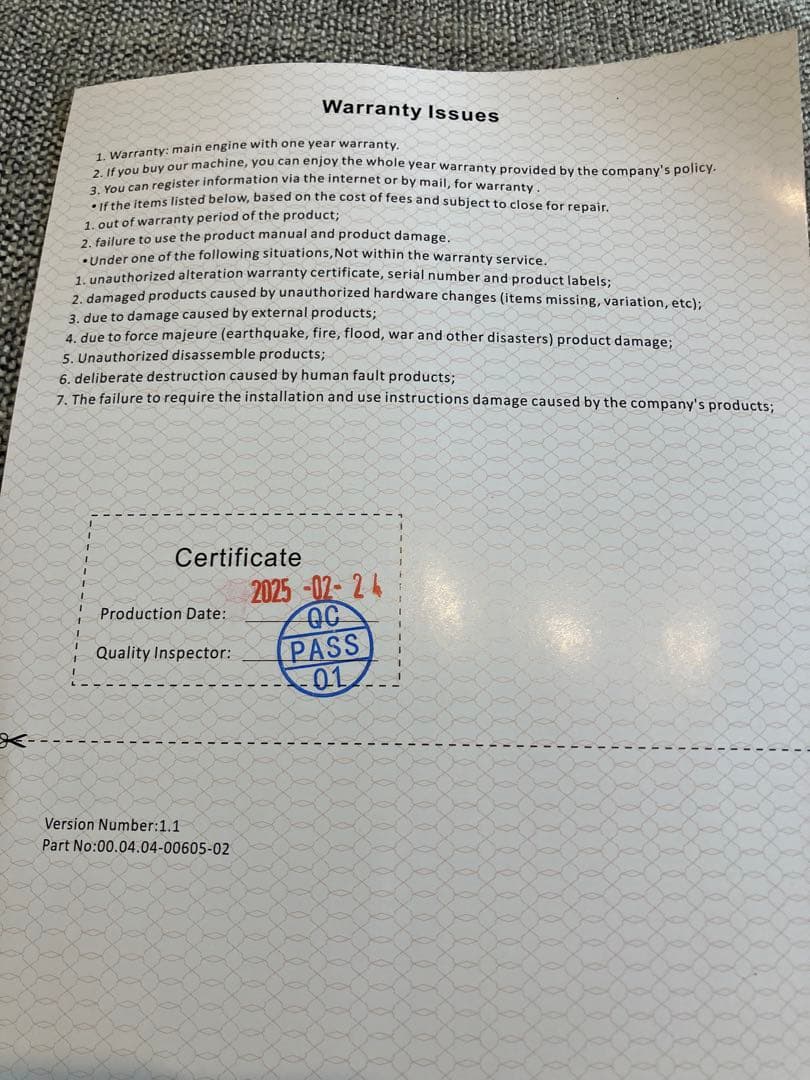 Warranty Issues
1. Warranty: main engine with one year warranty.
2. If you buy our machine, you can enjoy the whole year warranty provided by the company's policy.
3. You can register information via the internet or by mail, for warranty .
•If the items listed below, based on the cost of fees and subject to close for repair.
1. out of warranty period of the product;
2. failure to use the product manual and product damage.
•Under one of the following situations,Not within the warranty service.
1. unauthorized alteration warranty certificate, serial number and product labels;
2. damaged products caused by unauthorized hardware changes (items missing, variation, etc);
3. due to damage caused by external products;
4. due to force majeure (earthquake, fire, flood, war and other disasters) product damage;
5. Unauthorized disassemble products;
6. deliberate destruction caused by human fault products;
7. The failure to require the installation and use instructions damage caused by the company's products;
Certificate
2025 -02- 24
Production Date:
QC
Quality Inspector:
PASS
01
Version Number:1.1
Part No:00.04.04-00605-02